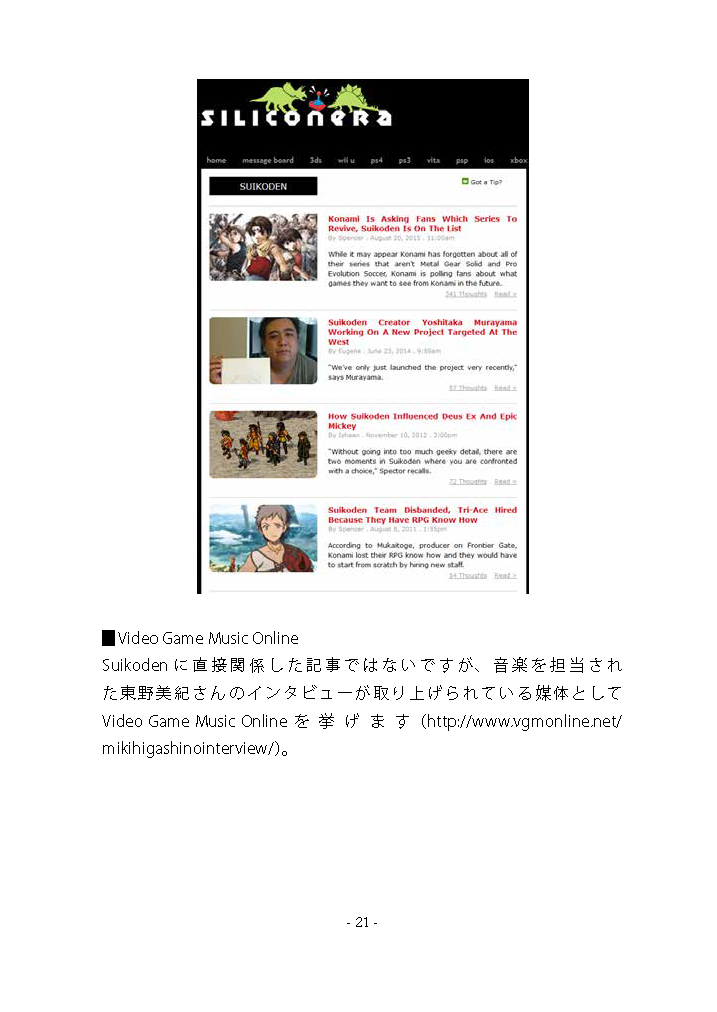 SILICONERA
home message board 3ds wii u ps4 ps3 vita psp ios xbox
SUIKODEN
Got a Tip?
Konami Is Asking Fans Which Series To
Revive, Suikoden Is On The List
By Spencer . August 20, 2015 . 11:00am
While it may appear Konami has forgotten about all of
their series that aren't Metal Gear Solid and Pro
Evolution Soccer, Konami is polling fans about what
games they want to see from Konami in the future.
341 Thoughts Read »
Suikoden Creator Yoshitaka Murayama
Working On A New Project Targeted At The
West
By Eugene . June 23, 2014 . 9:58am
"We've only just launched the project very recently,"
says Murayama.
57 Thoughts Read »
How Suikoden Influenced Deus Ex And Epic
Mickey
By Ishaan . November 10, 2012 . 3:00pm
"Without going into too much geeky detail, there are
two moments in Suikoden where you are confronted
with a choice," Spector recalls.
72 Thoughts Read »
Suikoden Team Disbanded, Tri-Ace Hired
Because They Have RPG Know How
By Spencer . August 8, 2011 . 1:55pm
According to Mukaitoge, producer on Frontier Gate,
Konami lost their RPG know how and they would have
to start from scratch by hiring new staff.
54 Thoughts Read »
■Video Game Music Online
Suikodenに直接関係した記事ではないですが、音楽を担当され
た東野美紀さんのインタビューが取り上げられている媒体として
Video Game Music Onlineを挙げます(http://www.vgmonline.net/
mikihigashinointerview/)。
- 21 -